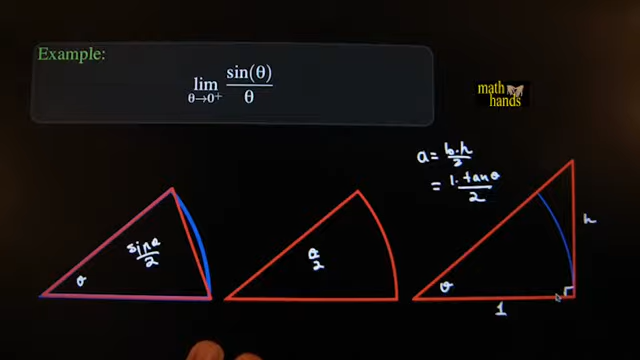 Example:
lim θ→0⁺ sin(θ)/θ
math
hands
a = b·h/2
= 1·tanθ/2
sinθ/2
θ
θ/2
θ
h
1